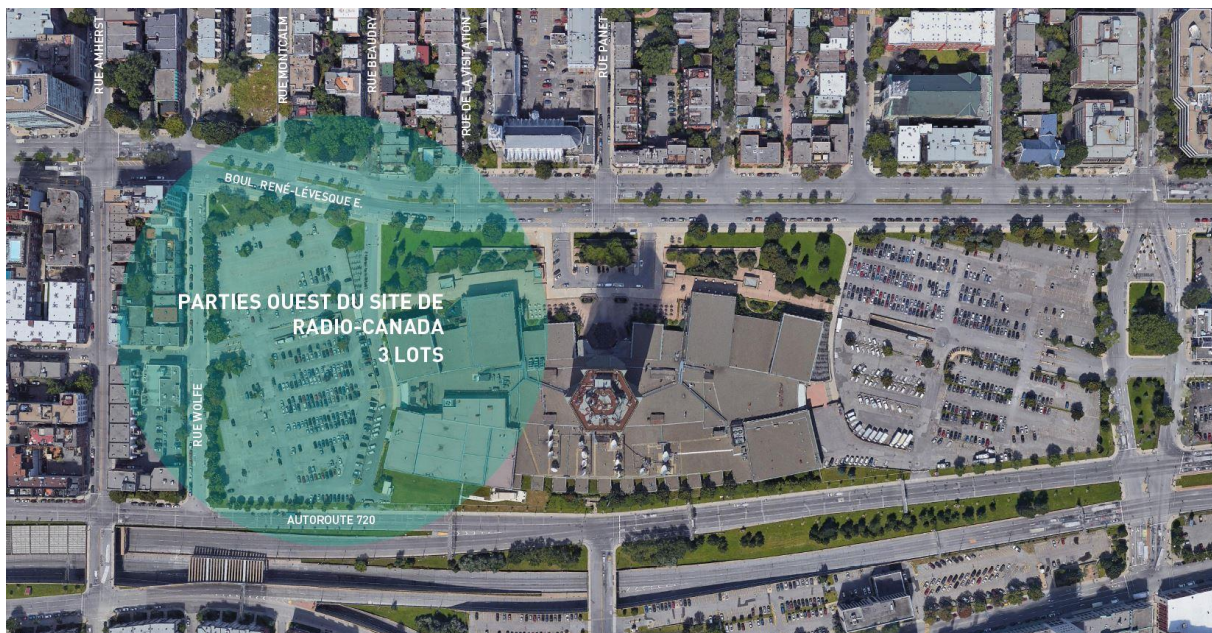 RUE AMHERST
RUE MONTCALM
RUE BEAUDRY
RUE DE LA VISITATION
RUE PANET
BOUL. RENÉ-LÉVESQUE E.
PARTIES OUEST DU SITE DE
RADIO-CANADA
3 LOTS
RUE WOLFE
AUTOROUTE 720